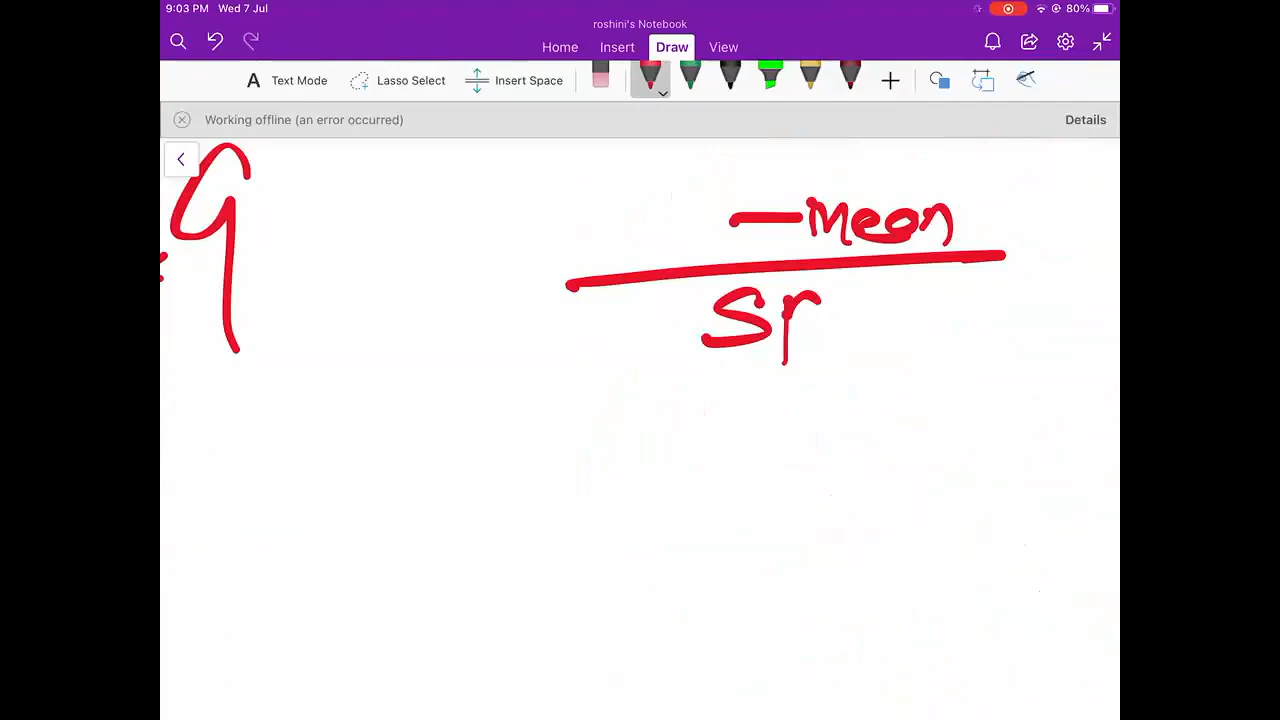 9:03 PM Wed 7 Jul 80%
roshini's Notebook
Home Insert Draw View
A Text Mode Lasso Select Insert Space
Working offline (an error occurred) Details
G
- Mean
Sr